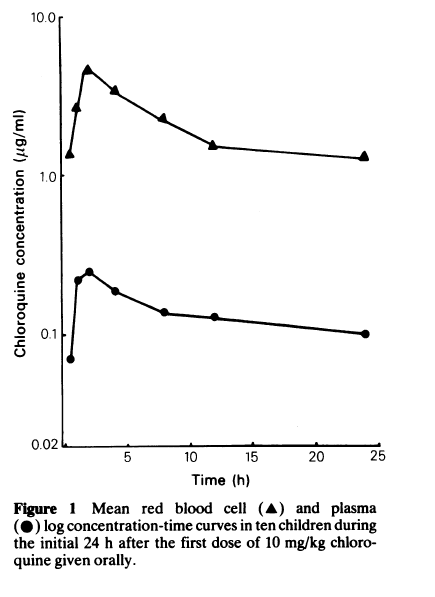 10.0
1.0
0.1
0.02
Chloroquine concentration (µg/ml)
5 10 15 20 25
Time (h)
Figure 1 Mean red blood cell (▲) and plasma
(●) log concentration-time curves in ten children during
the initial 24 h after the first dose of 10 mg/kg chloro-
quine given orally.